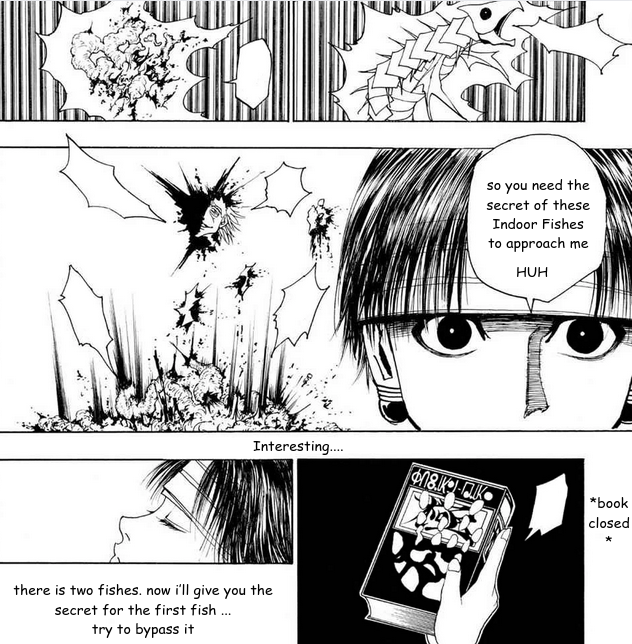 so you need the
secret of these
Indoor Fishes
to approach me
HUH
Interesting....
*book
closed
*
there is two fishes. now i'll give you the
secret for the first fish ...
try to bypass it